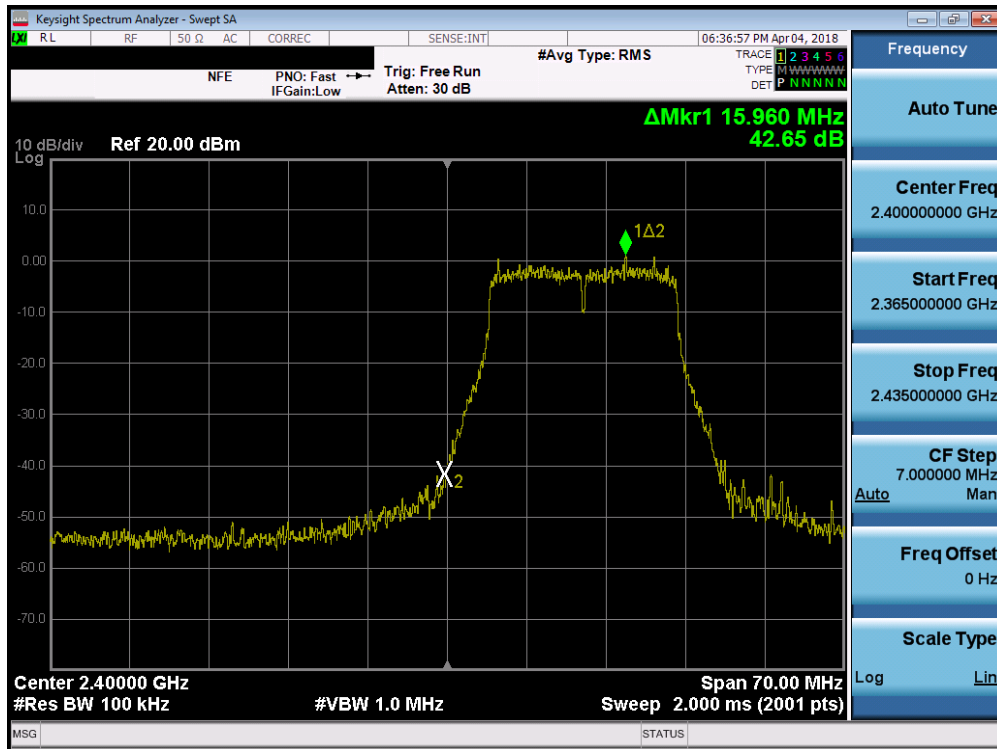 Keysight Spectrum Analyzer - Swept SA
LXI RL RF 50 Ω AC CORREC SENSE:INT 06:36:57 PM Apr 04, 2018
#Avg Type: RMS
TRACE 1 2 3 4 5 6
TYPE M W W W W W
DET P N N N N N
NFE PNO: Fast Trig: Free Run
IFGain:Low Atten: 30 dB
ΔMkr1 15.960 MHz
42.65 dB
10 dB/div Ref 20.00 dBm
Log
10.0
0.00
-10.0
-20.0
-30.0
-40.0
-50.0
-60.0
-70.0
1Δ2
2
Center 2.40000 GHz Span 70.00 MHz
#Res BW 100 kHz #VBW 1.0 MHz Sweep 2.000 ms (2001 pts)
MSG STATUS
Frequency
Auto Tune
Center Freq
2.400000000 GHz
Start Freq
2.365000000 GHz
Stop Freq
2.435000000 GHz
CF Step
7.000000 MHz
Auto Man
Freq Offset
0 Hz
Scale Type
Log Lin